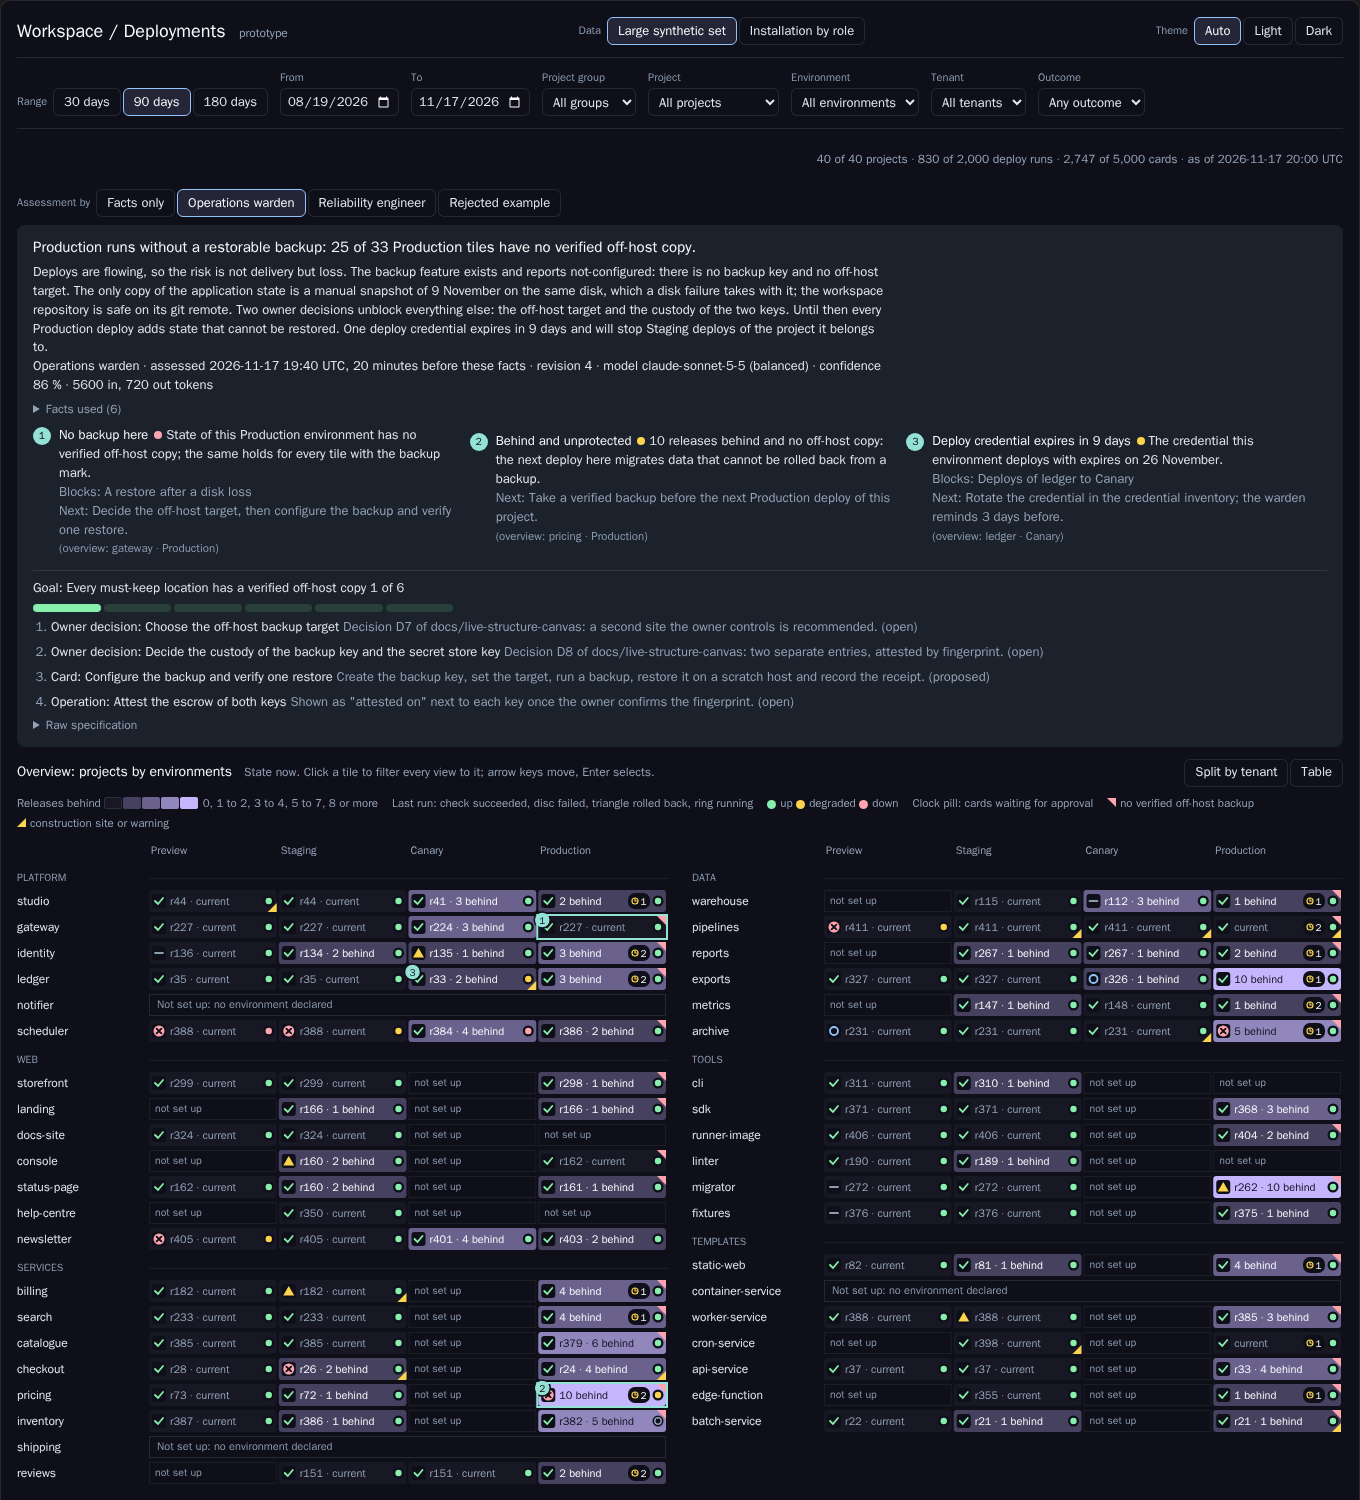 Workspace / Deployments prototype
Data Large synthetic set Installation by role
Theme Auto Light Dark
Range 30 days 90 days 180 days
From 08/19/2026
To 11/17/2026
Project group All groups
Project All projects
Environment All environments
Tenant All tenants
Outcome Any outcome
40 of 40 projects · 830 of 2,000 deploy runs · 2,747 of 5,000 cards · as of 2026-11-17 20:00 UTC
Assessment by Facts only Operations warden Reliability engineer Rejected example
Production runs without a restorable backup: 25 of 33 Production tiles have no verified off-host copy.
Deploys are flowing, so the risk is not delivery but loss. The backup feature exists and reports not-configured: there is no backup key and no off-host
target. The only copy of the application state is a manual snapshot of 9 November on the same disk, which a disk failure takes with it; the workspace
repository is safe on its git remote. Two owner decisions unblock everything else: the off-host target and the custody of the two keys. Until then every
Production deploy adds state that cannot be restored. One deploy credential expires in 9 days and will stop Staging deploys of the project it belongs
to.
Operations warden · assessed 2026-11-17 19:40 UTC, 20 minutes before these facts · revision 4 · model claude-sonnet-5-5 (balanced) · confidence
86 % · 5600 in, 720 out tokens
Facts used (6)
1 No backup here State of this Production environment has no
verified off-host copy; the same holds for every tile with the backup
mark.
Blocks: A restore after a disk loss
Next: Decide the off-host target, then configure the backup and verify
one restore.
(overview: gateway · Production)
2 Behind and unprotected 10 releases behind and no off-host copy:
the next deploy here migrates data that cannot be rolled back from a
backup.
Next: Take a verified backup before the next Production deploy of this
project.
(overview: pricing · Production)
3 Deploy credential expires in 9 days The credential this
environment deploys with expires on 26 November.
Blocks: Deploys of ledger to Canary
Next: Rotate the credential in the credential inventory; the warden
reminds 3 days before.
(overview: ledger · Canary)
Goal: Every must-keep location has a verified off-host copy 1 of 6
1. Owner decision: Choose the off-host backup target Decision D7 of docs/live-structure-canvas: a second site the owner controls is recommended. (open)
2. Owner decision: Decide the custody of the backup key and the secret store key Decision D8 of docs/live-structure-canvas: two separate entries, attested by fingerprint. (open)
3. Card: Configure the backup and verify one restore Create the backup key, set the target, run a backup, restore it on a scratch host and record the receipt. (proposed)
4. Operation: Attest the escrow of both keys Shown as "attested on" next to each key once the owner confirms the fingerprint. (open)
Raw specification
Overview: projects by environments State now. Click a tile to filter every view to it; arrow keys move, Enter selects.
Split by tenant Table
Releases behind 0, 1 to 2, 3 to 4, 5 to 7, 8 or more Last run: check succeeded, disc failed, triangle rolled back, ring running up degraded down Clock pill: cards waiting for approval no verified off-host backup
construction site or warning
Preview Staging Canary Production
PLATFORM
studio r44 · current r44 · current r41 · 3 behind 2 behind 1
gateway r227 · current r227 · current r224 · 3 behind 1 r227 · current
identity r136 · current r134 · 2 behind r135 · 1 behind 3 behind 2
ledger r35 · current r35 · current 3 r33 · 2 behind 3 behind 2
notifier Not set up: no environment declared
scheduler r388 · current r388 · current r384 · 4 behind r386 · 2 behind
WEB
storefront r299 · current r299 · current not set up r298 · 1 behind
landing not set up r166 · 1 behind not set up r166 · 1 behind
docs-site r324 · current r324 · current not set up not set up
console not set up r160 · 2 behind not set up r162 · current
status-page r162 · current r160 · 2 behind not set up r161 · 1 behind
help-centre not set up r350 · current not set up not set up
newsletter r405 · current r405 · current r401 · 4 behind r403 · 2 behind
SERVICES
billing r182 · current r182 · current not set up 4 behind 1
search r233 · current r233 · current not set up 4 behind 1
catalogue r385 · current r385 · current not set up r379 · 6 behind
checkout r28 · current r26 · 2 behind not set up r24 · 4 behind
pricing r73 · current r72 · 1 behind not set up 2 10 behind 2
inventory r387 · current r386 · 1 behind not set up r382 · 5 behind
shipping Not set up: no environment declared
reviews not set up r151 · current r151 · current 2 behind 2
Preview Staging Canary Production
DATA
warehouse not set up r115 · current r112 · 3 behind 1 behind 1
pipelines r411 · current r411 · current r411 · current current 2
reports not set up r267 · 1 behind r267 · 1 behind 2 behind 1
exports r327 · current r327 · current r326 · 1 behind 10 behind 1
metrics not set up r147 · 1 behind r148 · current 1 behind 2
archive r231 · current r231 · current r231 · current 5 behind 1
TOOLS
cli r311 · current r310 · 1 behind not set up not set up
sdk r371 · current r371 · current not set up r368 · 3 behind
runner-image r406 · current r406 · current not set up r404 · 2 behind
linter r190 · current r189 · 1 behind not set up not set up
migrator r272 · current r272 · current not set up r262 · 10 behind
fixtures r376 · current r376 · current not set up r375 · 1 behind
TEMPLATES
static-web r82 · current r81 · 1 behind not set up 4 behind 1
container-service Not set up: no environment declared
worker-service r388 · current r388 · current not set up r385 · 3 behind
cron-service not set up r398 · current not set up current 1
api-service r37 · current r37 · current not set up r33 · 4 behind
edge-function not set up r355 · current not set up 1 behind 1
batch-service r22 · current r21 · 1 behind not set up r21 · 1 behind